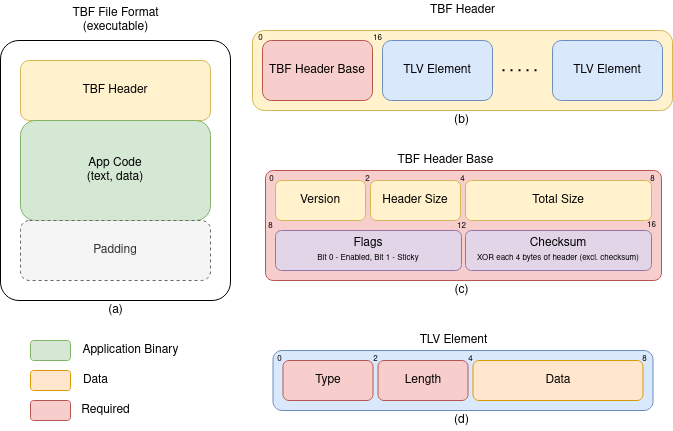 TBF File Format
(executable)
TBF Header
App Code
(text, data)
Padding
(a)
Application Binary
Data
Required
TBF Header
0 16
TBF Header Base TLV Element ..... TLV Element
(b)
TBF Header Base
0 2 4 8
Version Header Size Total Size
8 12 16
Flags Checksum
Bit 0 - Enabled, Bit 1 - Sticky XOR each 4 bytes of header (excl. checksum)
(c)
TLV Element
0 2 4 8
Type Length Data
(d)